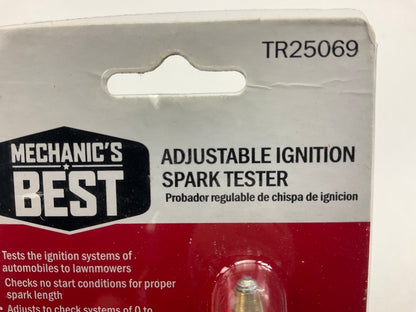 TR25069
MECHANIC'S
BEST
ADJUSTABLE IGNITION
SPARK TESTER
Probador regulable de chispa de ignicion
Tests the ignition systems of
automobiles to lawnmowers
Checks no start conditions for proper
spark length
• Adjusts to check systems of 0 to